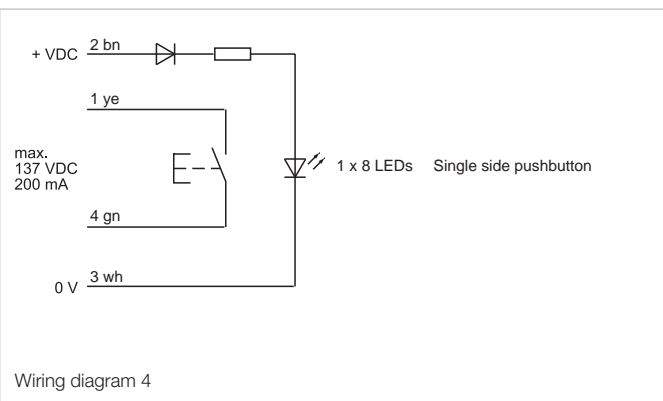 + VDC 2 bn
1 ye
max.
137 VDC
200 mA
1 x 8 LEDs Single side pushbutton
4 gn
0 V 3 wh
Wiring diagram 4